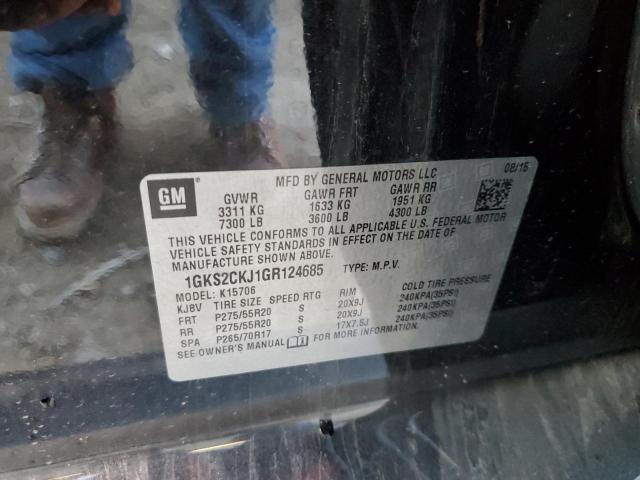 GM
MFD BY GENERAL MOTORS LLC
08/15
GVWR GAWR FRT GAWR RR
3311 KG 1633 KG 1951 KG
7300 LB 3600 LB 4300 LB
THIS VEHICLE CONFORMS TO ALL APPLICABLE U.S. FEDERAL MOTOR
VEHICLE SAFETY STANDARDS IN EFFECT ON THE DATE OF
MANUFACTURE SHOWN ABOVE.
1GKS2CKJ1GR124685 TYPE: M.P.V.
MODEL: K15706
KJBV TIRE SIZE SPEED RTG RIM COLD TIRE PRESSURE
FRT P275/55R20 S 20X9J 240KPA(35PSI)
RR P275/55R20 S 20X9J 240KPA(35PSI)
SPA P265/70R17 S 17X7.5J 240KPA(35PSI)
SEE OWNER'S MANUAL